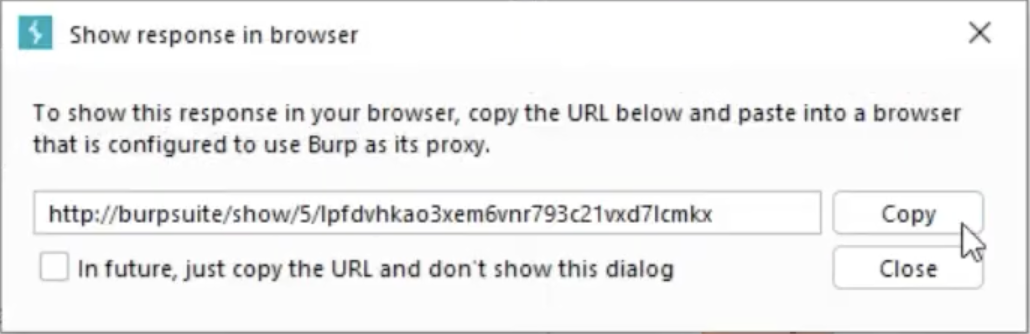 Show response in browser
To show this response in your browser, copy the URL below and paste into a browser
that is configured to use Burp as its proxy.
http://burpsuite/show/5/lpfdvhkao3xem6vnr793c21vxd7lcmkx
Copy
In future, just copy the URL and don't show this dialog
Close